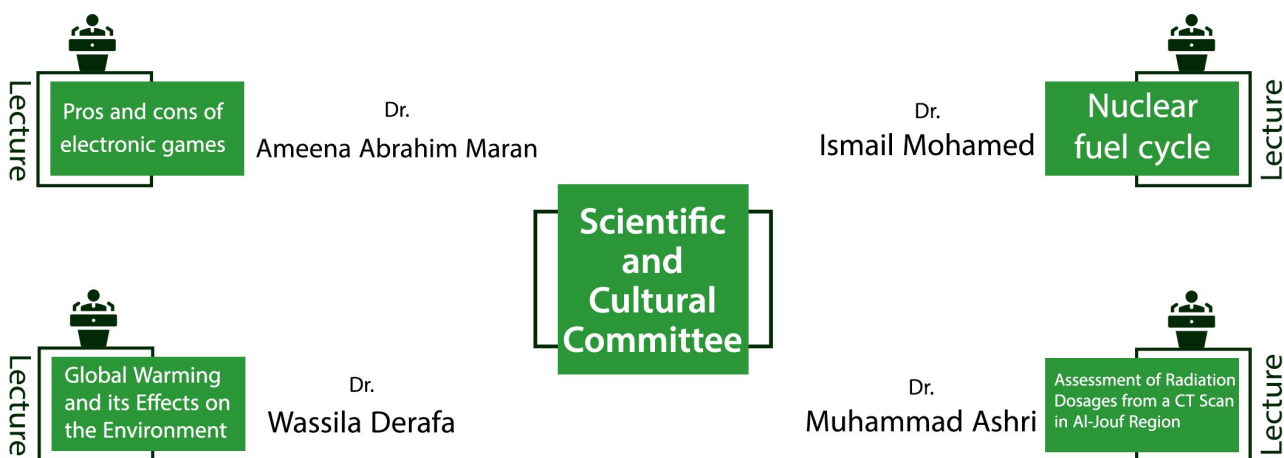 Lecture
Pros and cons of
electronic games
Dr.
Ameena Abrahim Maran
Dr.
Ismail Mohamed
Nuclear
fuel cycle
Lecture
Scientific
and
Cultural
Committee
Lecture
Global Warming
and its Effects on
the Environment
Dr.
Wassila Derafa
Dr.
Muhammad Ashri
Assessment of Radiation
Dosages from a CT Scan
in Al-Jouf Region
Lecture